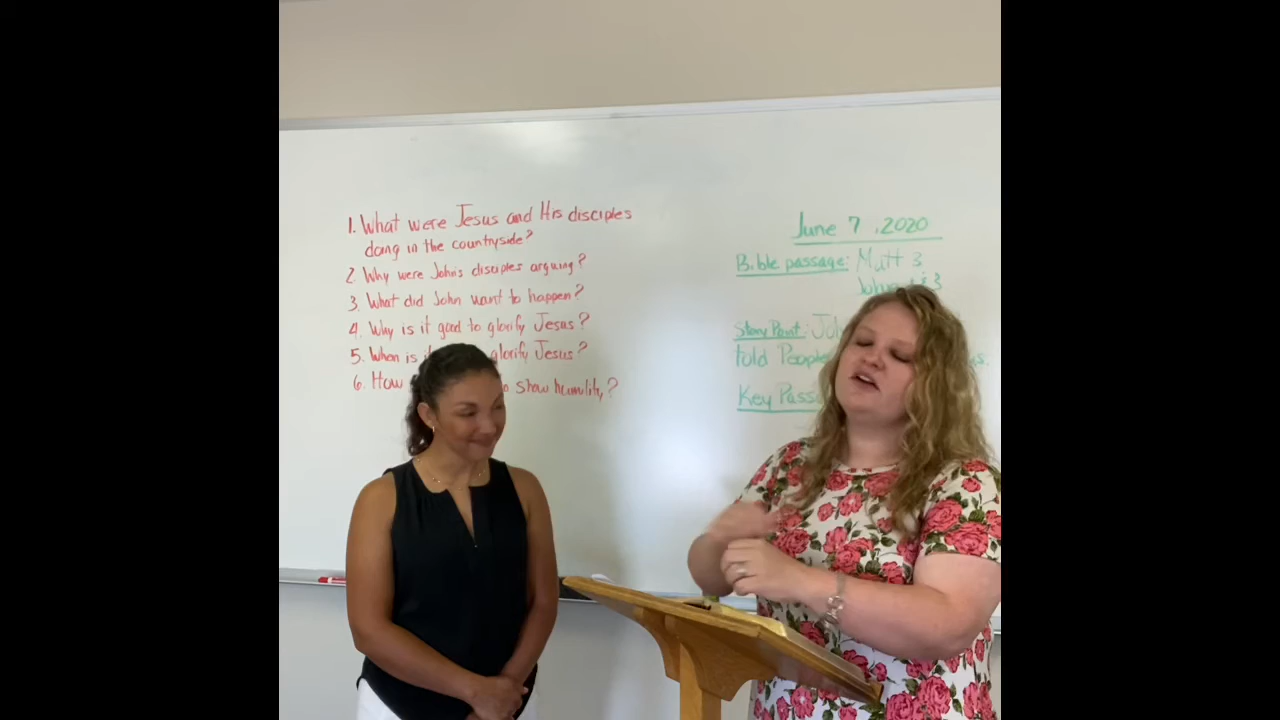 1. What were Jesus and His disciples
doing in the countryside?
2. Why were John's disciples arguing?
3. What did John want to happen?
4. Why is it good to glorify Jesus?
5. When is glorify Jesus?
6. How show humility?
June 7, 2020
Bible passage: Matt 3
Story Point:
told People
Key